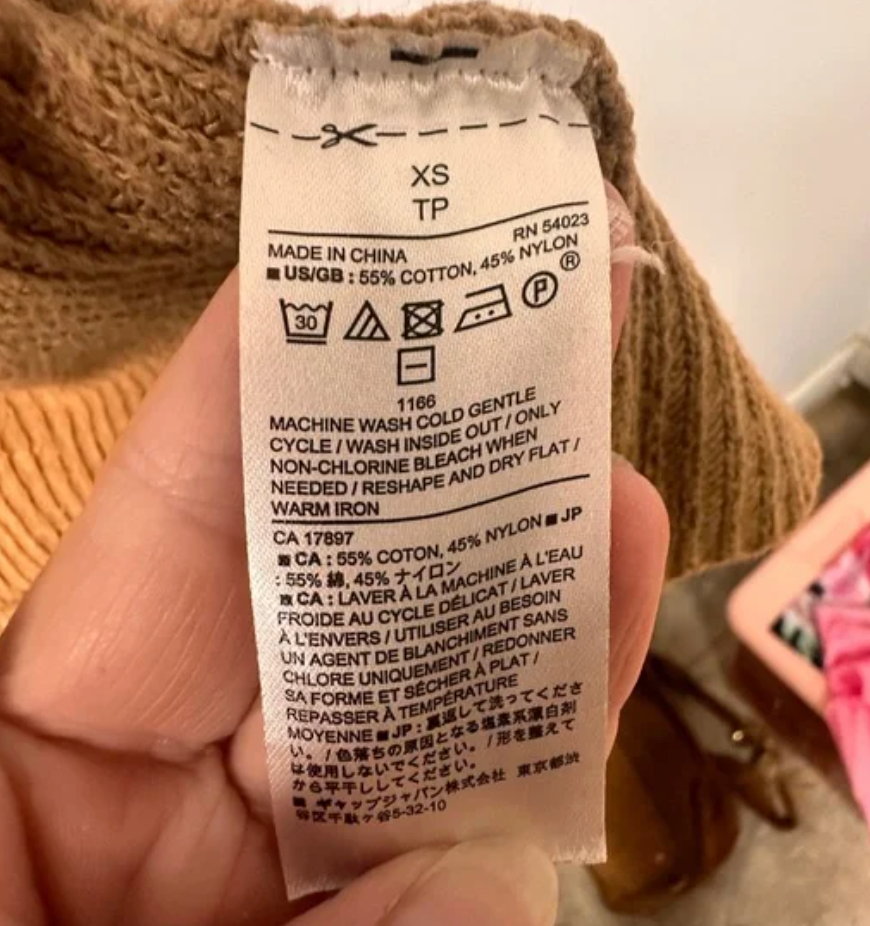 XS
TP
RN 54023
MADE IN CHINA
■ US/GB : 55% COTTON, 45% NYLON
®
30
P
1166
MACHINE WASH COLD GENTLE
CYCLE / WASH INSIDE OUT / ONLY
NON-CHLORINE BLEACH WHEN
NEEDED / RESHAPE AND DRY FLAT /
WARM IRON
CA 17897
■ CA : 55% COTON, 45% NYLON ■ JP
: 55% 綿, 45% ナイロン
■ CA : LAVER À LA MACHINE À L'EAU
FROIDE AU CYCLE DÉLICAT / LAVER
À L'ENVERS / UTILISER AU BESOIN
UN AGENT DE BLANCHIMENT SANS
CHLORE UNIQUEMENT / REDONNER
SA FORME ET SÉCHER À PLAT /
REPASSER À TEMPÉRATURE
MOYENNE ■ JP : 裏返して洗ってくださ
い。 / 色落ちの原因となる塩素系漂白剤
は使用しないでください。 / 形を整えて
から平干ししてください。
■ ギャップジャパン株式会社 東京都渋
谷区千駄ヶ谷5-32-10